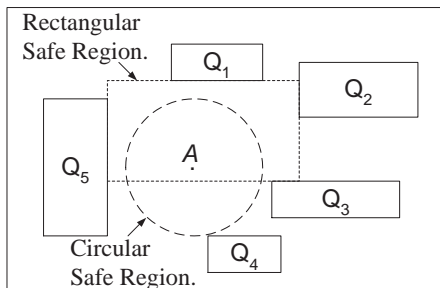 Rectangular
Safe Region.
Q1
Q2
A
Q5
Q3
Circular
Safe Region.
Q4